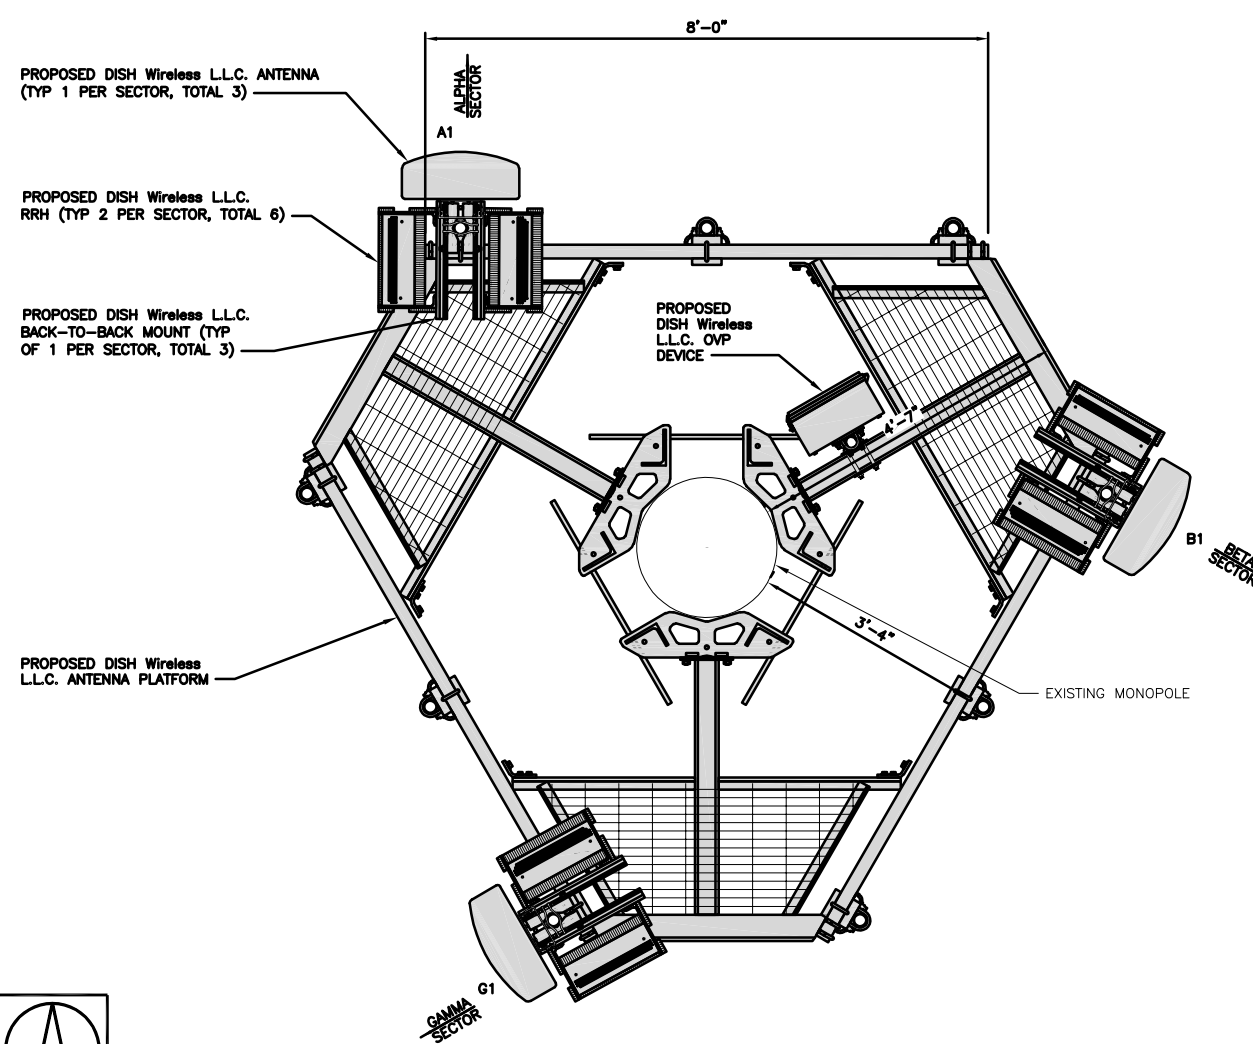 8'-0"
PROPOSED DISH Wireless L.L.C. ANTENNA
(TYP 1 PER SECTOR, TOTAL 3)
ALPHA
SECTOR
A1
PROPOSED DISH Wireless L.L.C.
RRH (TYP 2 PER SECTOR, TOTAL 6)
PROPOSED DISH Wireless L.L.C.
BACK-TO-BACK MOUNT (TYP
OF 1 PER SECTOR, TOTAL 3)
PROPOSED
DISH Wireless
L.L.C. OVP
DEVICE
4'-7"
B1
BETA
SECTOR
3'-4"
PROPOSED DISH Wireless
L.L.C. ANTENNA PLATFORM
EXISTING MONOPOLE
G1
GAMMA
SECTOR